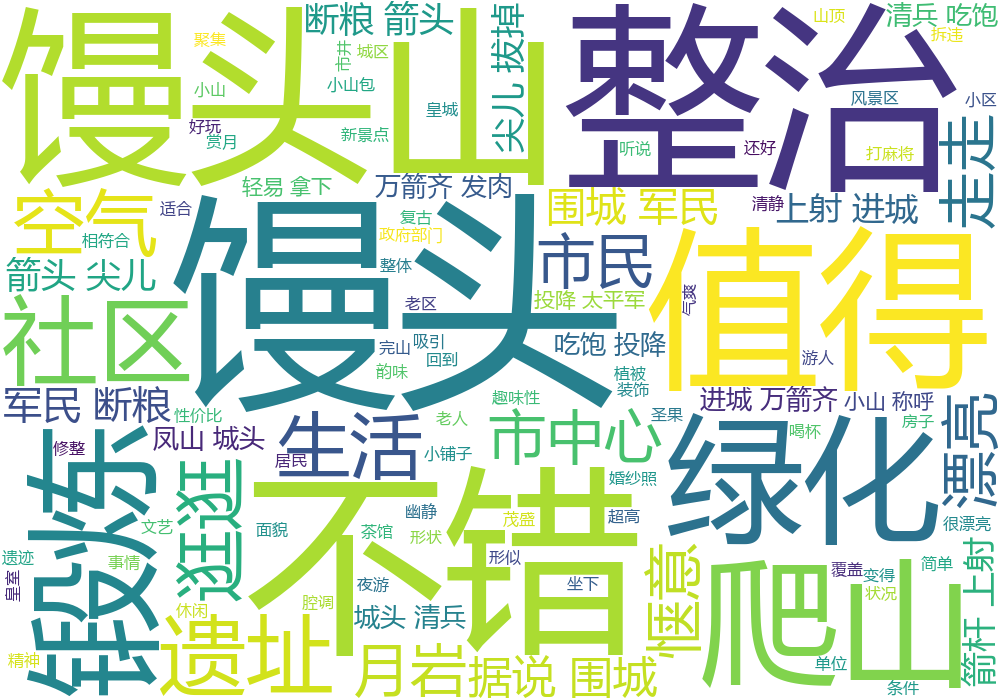 馒头山
整治
断粮 箭头
清兵 吃饱
山顶
拆违
聚集
市井
城区
尖儿 拔掉
小山
小山包
皇城
风景区
小区
好玩
赏月
新景点
听说
还好
打麻将
走走
轻易 拿下
万箭齐 发肉
围城 军民
清静
上射 进城
空气
适合
相符合
馒头
复古
政府部门
整体
市民
值得
箭头 尖儿
老区
投降 太平军
气爽
社区
完山
吸引
回到
吃饱 投降
游人
韵味
植被
装饰
军民 断粮
性价比
趣味性
进城 万箭齐
小山 称呼
圣果
房子
老人
凤山 城头
生活
市中心
喝杯
漂亮
修整
居民
小铺子
绿化
锻炼
逛逛
不错
婚纱照
面貌
幽静
茂盛
超高
很漂亮
文艺
茶馆
形状
遗迹
事情
形似
惬意
爬山
覆盖
变得
简单
上射
箭杆
皇室
夜游
坐下
状况
休闲
腔调
城头 清兵
遗址
月岩
据说 围城
精神
单位
条件